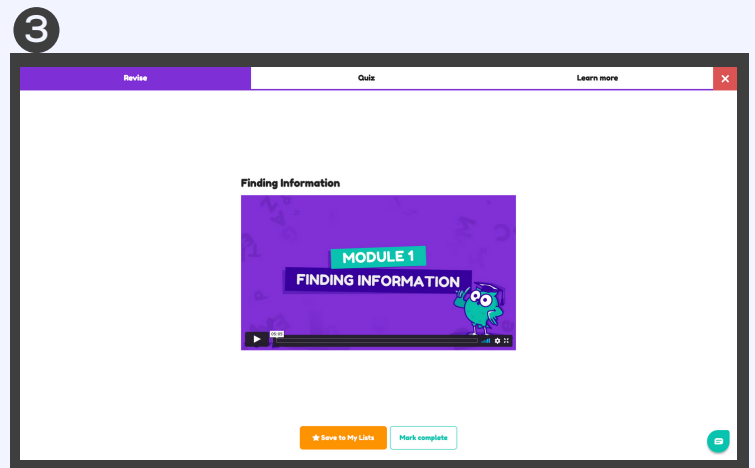 3
Revise Quiz Learn more
Finding Information
MODULE 1
FINDING INFORMATION
Save to My Lists Mark complete